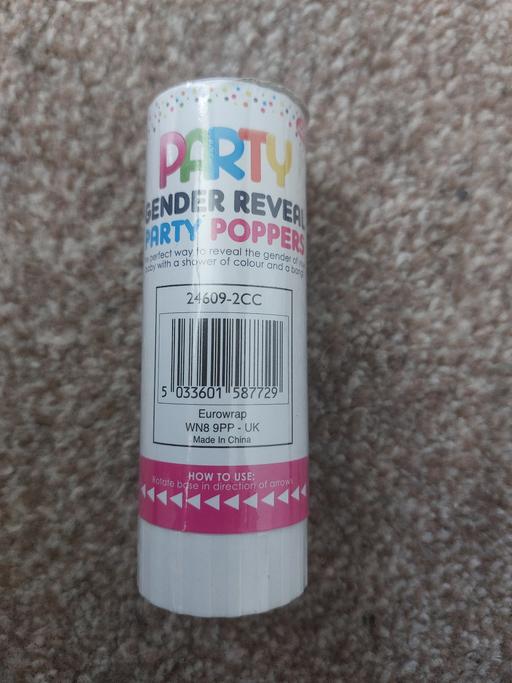 PARTY
GENDER REVEAL
PARTY POPPERS
perfect way to reveal the gender of
baby with a shower of colour and a bang
24609-2CC
5 033601 587729
Eurowrap
WN8 9PP - UK
Made In China
HOW TO USE:
Rotate base in direction of arrows